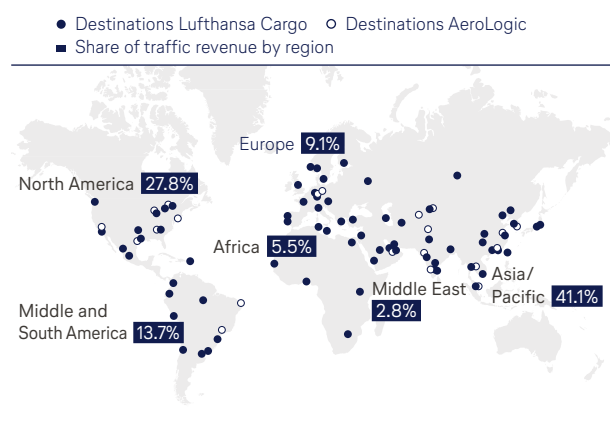 Destinations Lufthansa Cargo Destinations AeroLogic
Share of traffic revenue by region
Europe 9.1%
North America 27.8%
Africa 5.5%
Asia/
Pacific 41.1%
Middle East
2.8%
Middle and
South America 13.7%